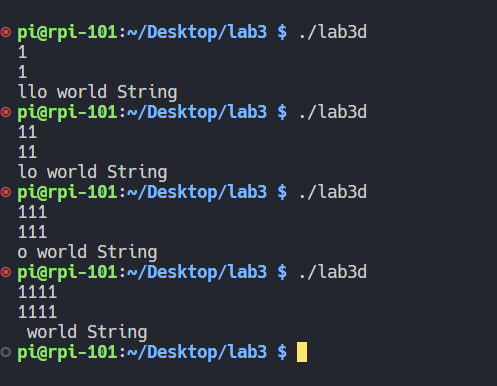 pi@rpi-101:~/Desktop/lab3 $ ./lab3d
1
1
llo world String
pi@rpi-101:~/Desktop/lab3 $ ./lab3d
11
11
lo world String
pi@rpi-101:~/Desktop/lab3 $ ./lab3d
111
111
o world String
pi@rpi-101:~/Desktop/lab3 $ ./lab3d
1111
1111
 world String
pi@rpi-101:~/Desktop/lab3 $